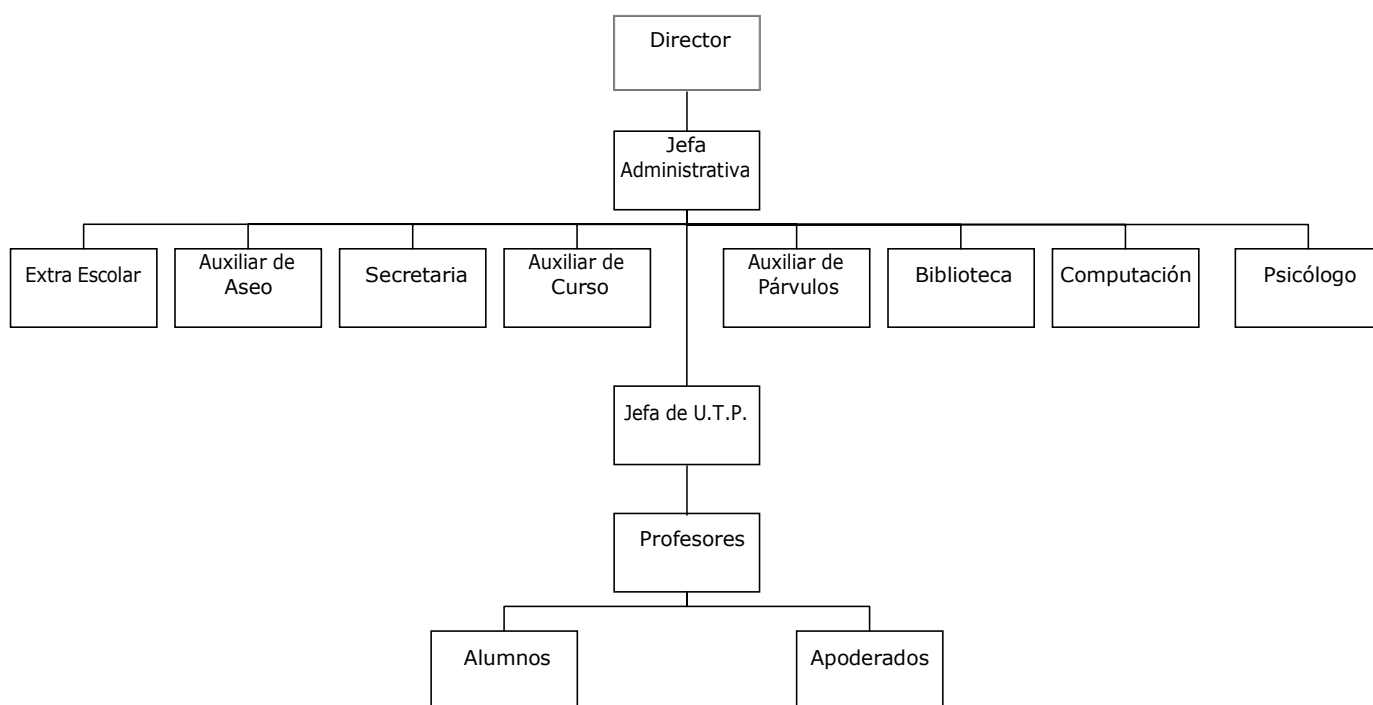 Director
Jefa
Administrativa
Extra Escolar
Auxiliar de
Aseo
Secretaria
Auxiliar de
Curso
Auxiliar de
Párvulos
Biblioteca
Computación
Psicólogo
Jefa de U.T.P.
Profesores
Alumnos
Apoderados